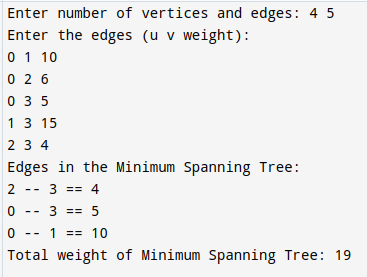 Enter number of vertices and edges: 4 5
Enter the edges (u v weight):
0 1 10
0 2 6
0 3 5
1 3 15
2 3 4
Edges in the Minimum Spanning Tree:
2 -- 3 == 4
0 -- 3 == 5
0 -- 1 == 10
Total weight of Minimum Spanning Tree: 19